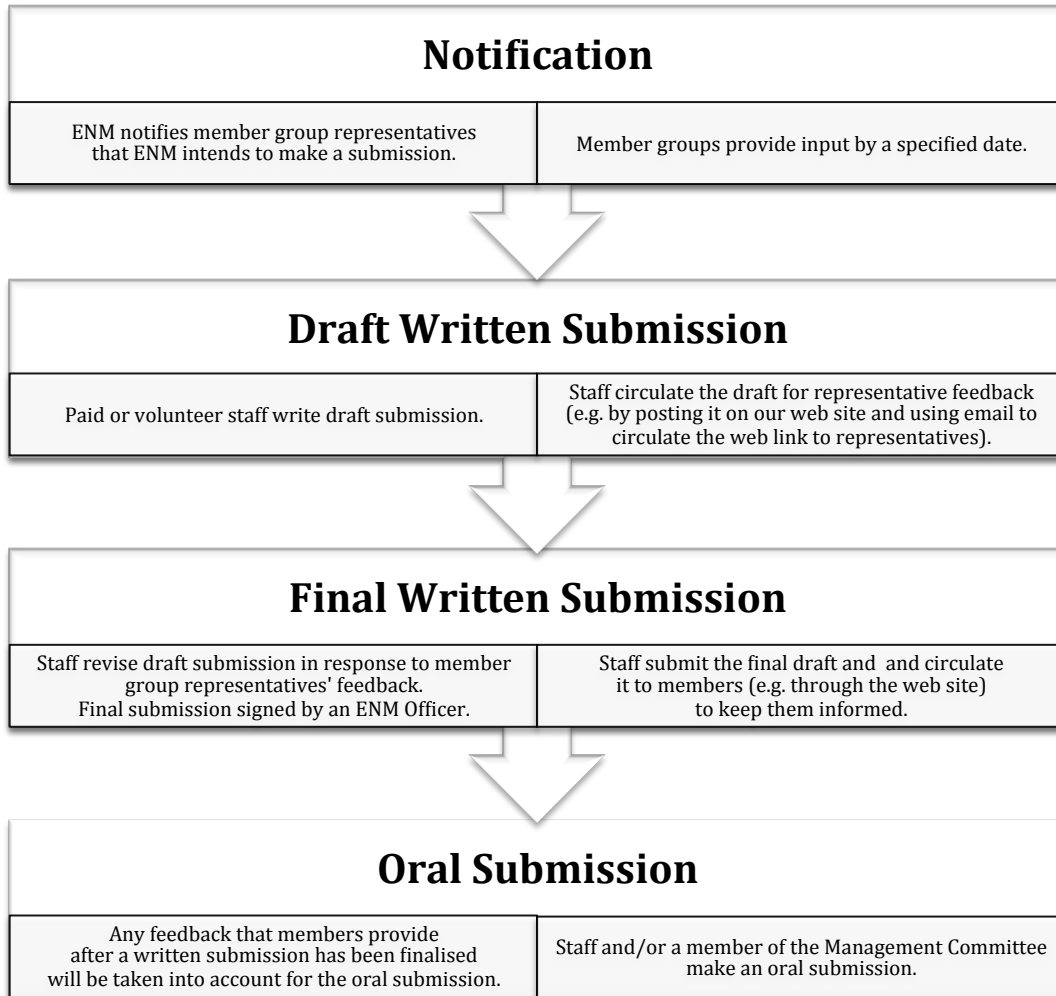 Notification
ENM notifies member group representatives
that ENM intends to make a submission.
Member groups provide input by a specified date.
Draft Written Submission
Paid or volunteer staff write draft submission.
Staff circulate the draft for representative feedback
(e.g. by posting it on our web site and using email to
circulate the web link to representatives).
Final Written Submission
Staff revise draft submission in response to member
group representatives' feedback.
Final submission signed by an ENM Officer.
Staff submit the final draft and  and circulate
it to members (e.g. through the web site)
to keep them informed.
Oral Submission
Any feedback that members provide
after a written submission has been finalised
will be taken into account for the oral submission.
Staff and/or a member of the Management Committee
make an oral submission.